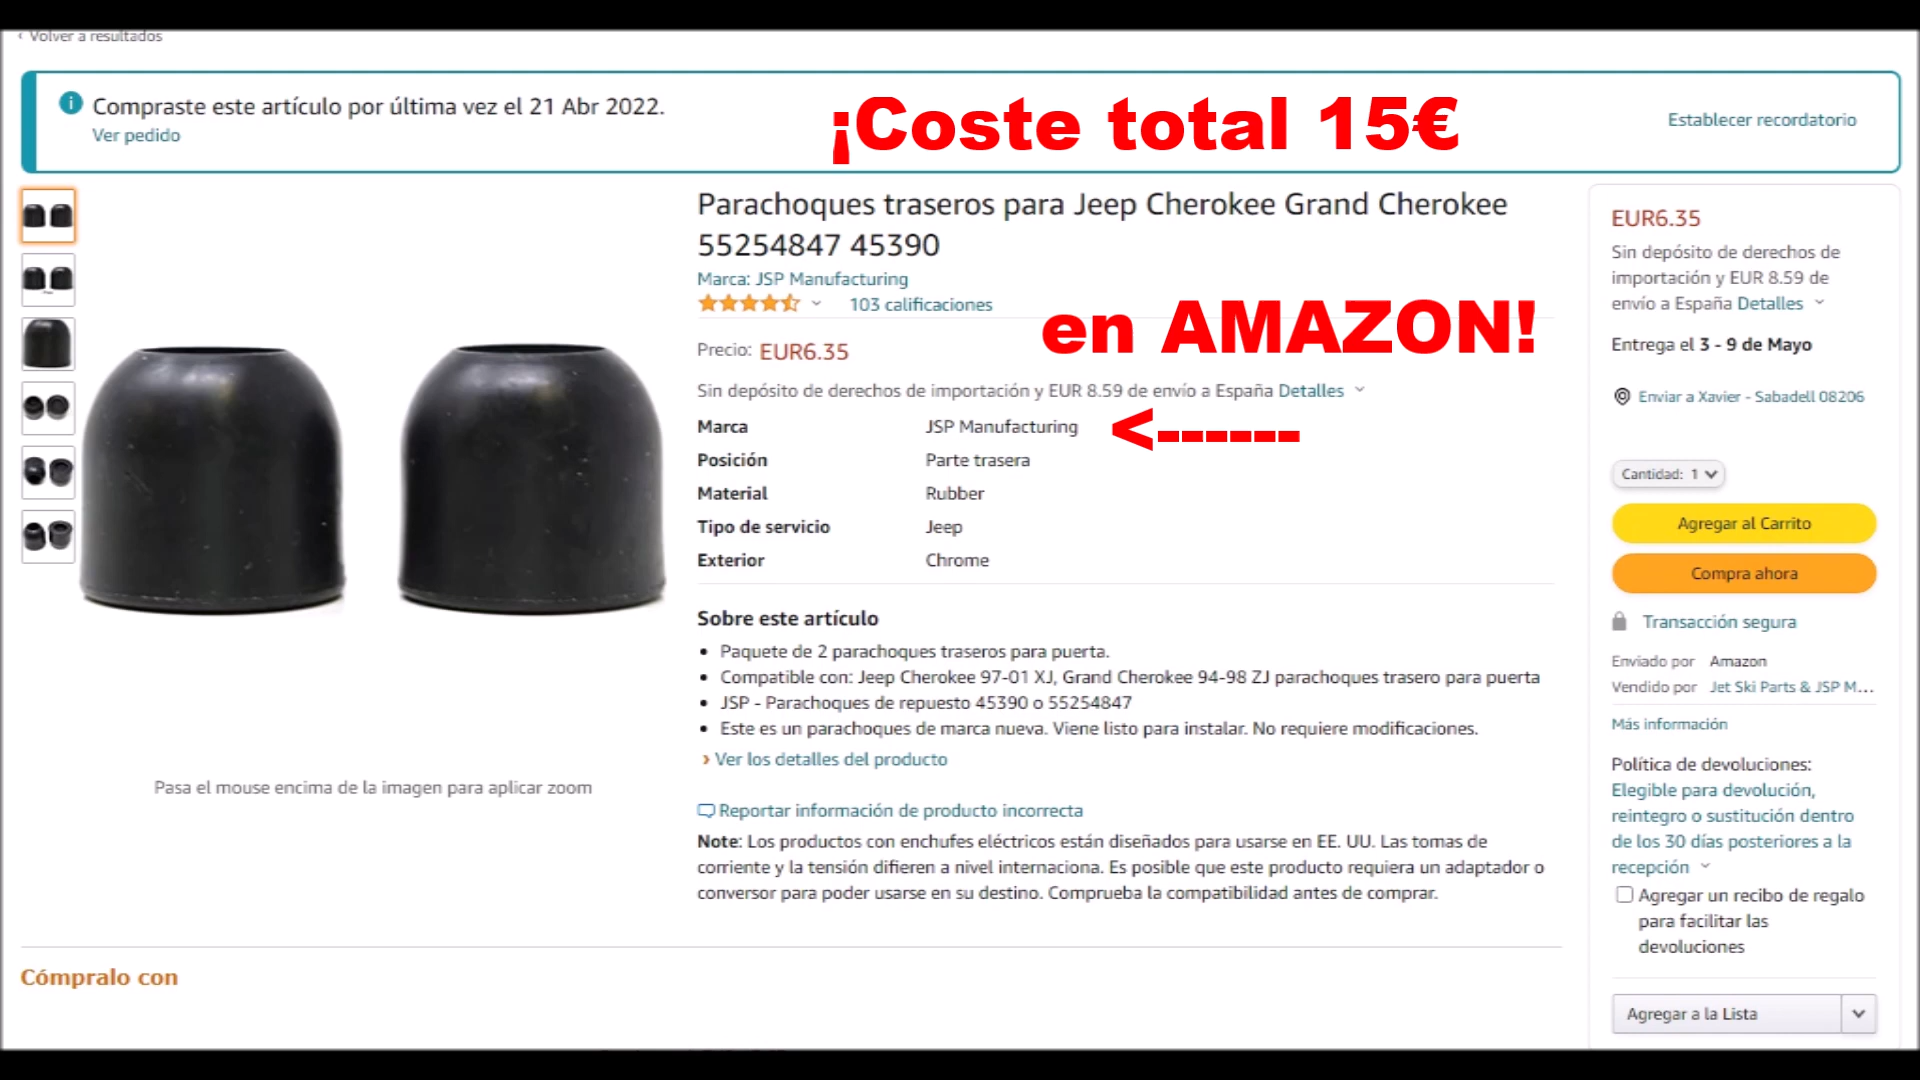 ‹ Volver a resultados
Compraste este artículo por última vez el 21 Abr 2022.
Ver pedido
¡Coste total 15€
Establecer recordatorio
Parachoques traseros para Jeep Cherokee Grand Cherokee
55254847 45390
Marca: JSP Manufacturing
103 calificaciones
en AMAZON!
Precio: EUR6.35
Sin depósito de derechos de importación y EUR 8.59 de envío a España Detalles
Marca JSP Manufacturing
<------
Posición Parte trasera
Material Rubber
Tipo de servicio Jeep
Exterior Chrome
Sobre este artículo
• Paquete de 2 parachoques traseros para puerta.
• Compatible con: Jeep Cherokee 97-01 XJ, Grand Cherokee 94-98 ZJ parachoques trasero para puerta
• JSP - Parachoques de repuesto 45390 o 55254847
• Este es un parachoques de marca nueva. Viene listo para instalar. No requiere modificaciones.
› Ver los detalles del producto
Reportar información de producto incorrecta
Note: Los productos con enchufes eléctricos están diseñados para usarse en EE. UU. Las tomas de
corriente y la tensión difieren a nivel internaciona. Es posible que este producto requiera un adaptador o
conversor para poder usarse en su destino. Comprueba la compatibilidad antes de comprar.
Pasa el mouse encima de la imagen para aplicar zoom
Cómpralo con
EUR6.35
Sin depósito de derechos de
importación y EUR 8.59 de
envío a España Detalles
Entrega el 3 - 9 de Mayo
Enviar a Xavier - Sabadell 08206
Cantidad: 1
Agregar al Carrito
Compra ahora
Transacción segura
Enviado por Amazon
Vendido por Jet Ski Parts & JSP M...
Más información
Política de devoluciones:
Elegible para devolución,
reintegro o sustitución dentro
de los 30 días posteriores a la
recepción
Agregar un recibo de regalo
para facilitar las
devoluciones
Agregar a la Lista